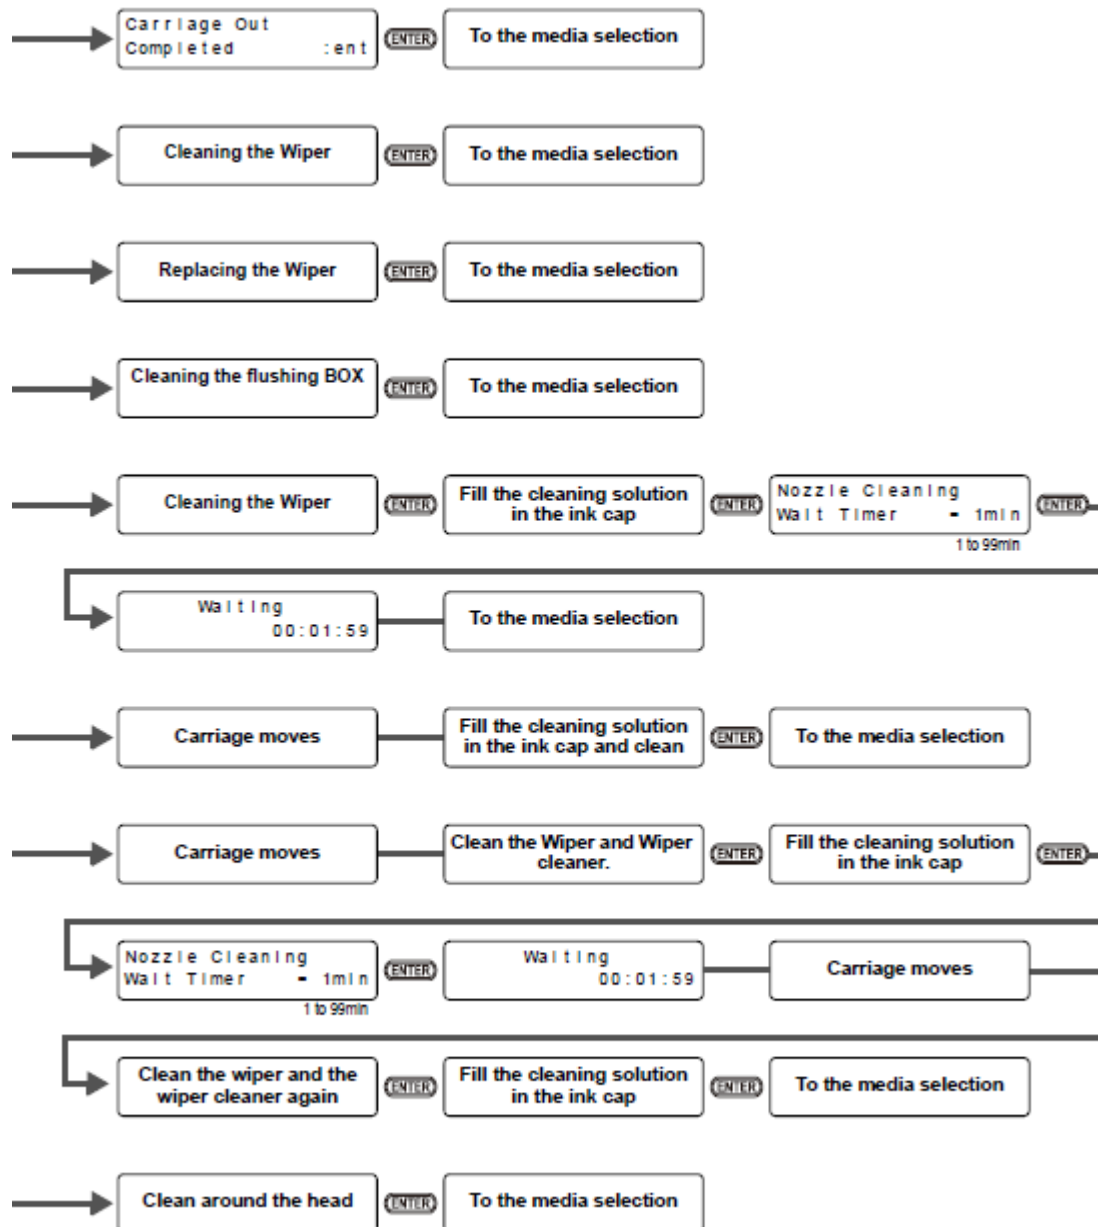 Carriage Out
Completed :ent
ENTER
To the media selection
Cleaning the Wiper
ENTER
To the media selection
Replacing the Wiper
ENTER
To the media selection
Cleaning the flushing BOX
ENTER
To the media selection
Cleaning the Wiper
ENTER
Fill the cleaning solution
in the ink cap
ENTER
Nozzle Cleaning
Wait Timer = 1min
1 to 99min
ENTER
Waiting
00:01:59
To the media selection
Carriage moves
Fill the cleaning solution
in the ink cap and clean
ENTER
To the media selection
Carriage moves
Clean the Wiper and Wiper
cleaner.
ENTER
Fill the cleaning solution
in the ink cap
ENTER
Nozzle Cleaning
Wait Timer = 1min
1 to 99min
ENTER
Waiting
00:01:59
Carriage moves
Clean the wiper and the
wiper cleaner again
ENTER
Fill the cleaning solution
in the ink cap
ENTER
To the media selection
Clean around the head
ENTER
To the media selection